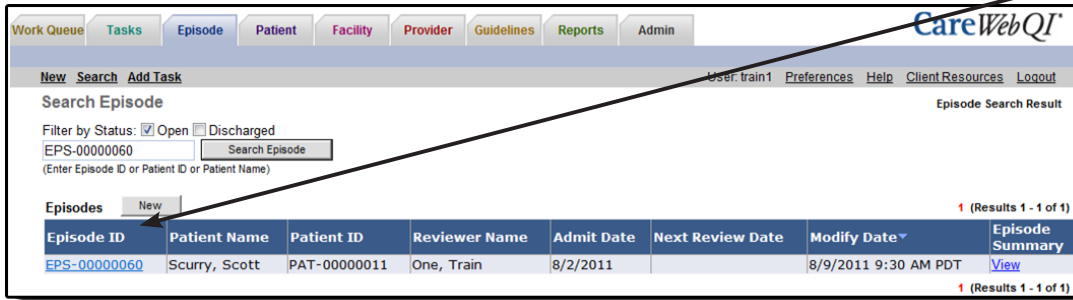 Work Queue Tasks Episode Patient Facility Provider Guidelines Reports Admin CareWebQI
New Search Add Task User: train1 Preferences Help Client Resources Logout
Search Episode Episode Search Result
Filter by Status: Open Discharged
EPS-00000060 Search Episode
(Enter Episode ID or Patient ID or Patient Name)
Episodes New 1 (Results 1 - 1 of 1)
Episode ID Patient Name Patient ID Reviewer Name Admit Date Next Review Date Modify Date Episode Summary
EPS-00000060 Scurry, Scott PAT-00000011 One, Train 8/2/2011 8/9/2011 9:30 AM PDT View
1 (Results 1 - 1 of 1)